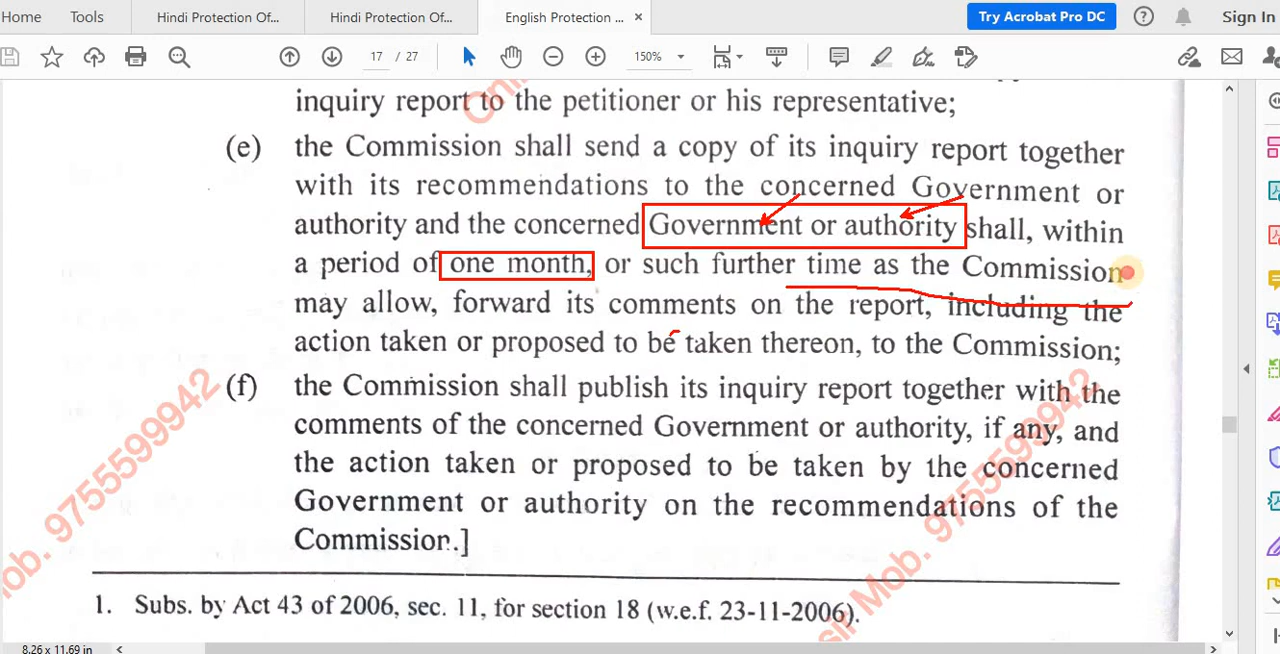 Home Tools Hindi Protection Of... Hindi Protection Of... English Protection ... × Try Acrobat Pro DC Sign In
17 / 27 150%
inquiry report to the petitioner or his representative;
(e) the Commission shall send a copy of its inquiry report together
with its recommendations to the concerned Government or
authority and the concerned Government or authority shall, within
a period of one month, or such further time as the Commission
may allow, forward its comments on the report, including the
action taken or proposed to be taken thereon, to the Commission;
(f) the Commission shall publish its inquiry report together with the
comments of the concerned Government or authority, if any, and
the action taken or proposed to be taken by the concerned
Government or authority on the recommendations of the
Commission.]
1. Subs. by Act 43 of 2006, sec. 11, for section 18 (w.e.f. 23-11-2006).
Mob. 9755599942
sir Mob. 9755599942
8.26 x 11.69 in